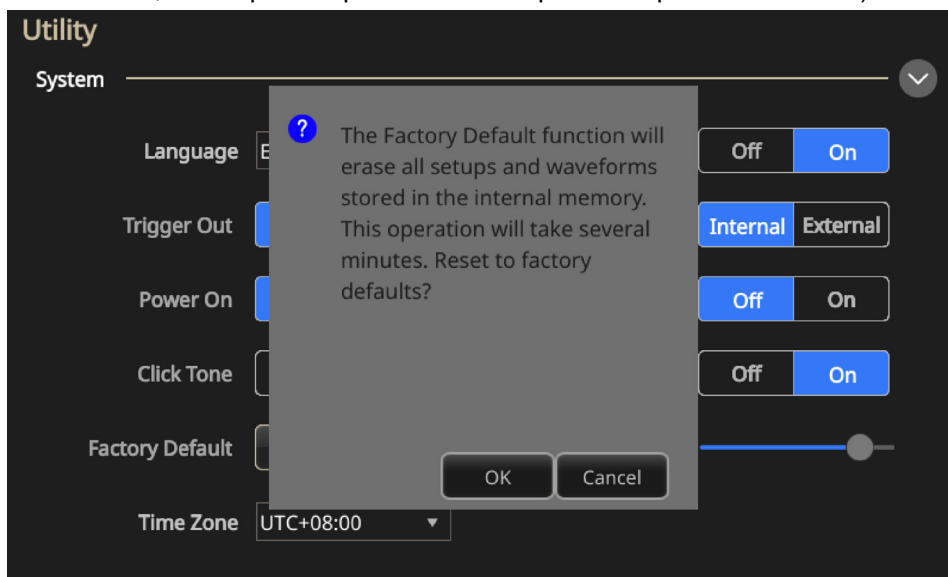 Utility
System
Language E Off On
The Factory Default function will
erase all setups and waveforms
stored in the internal memory.
This operation will take several
minutes. Reset to factory
defaults?
Trigger Out Internal External
Power On Off On
Click Tone Off On
Factory Default
OK Cancel
Time Zone UTC+08:00